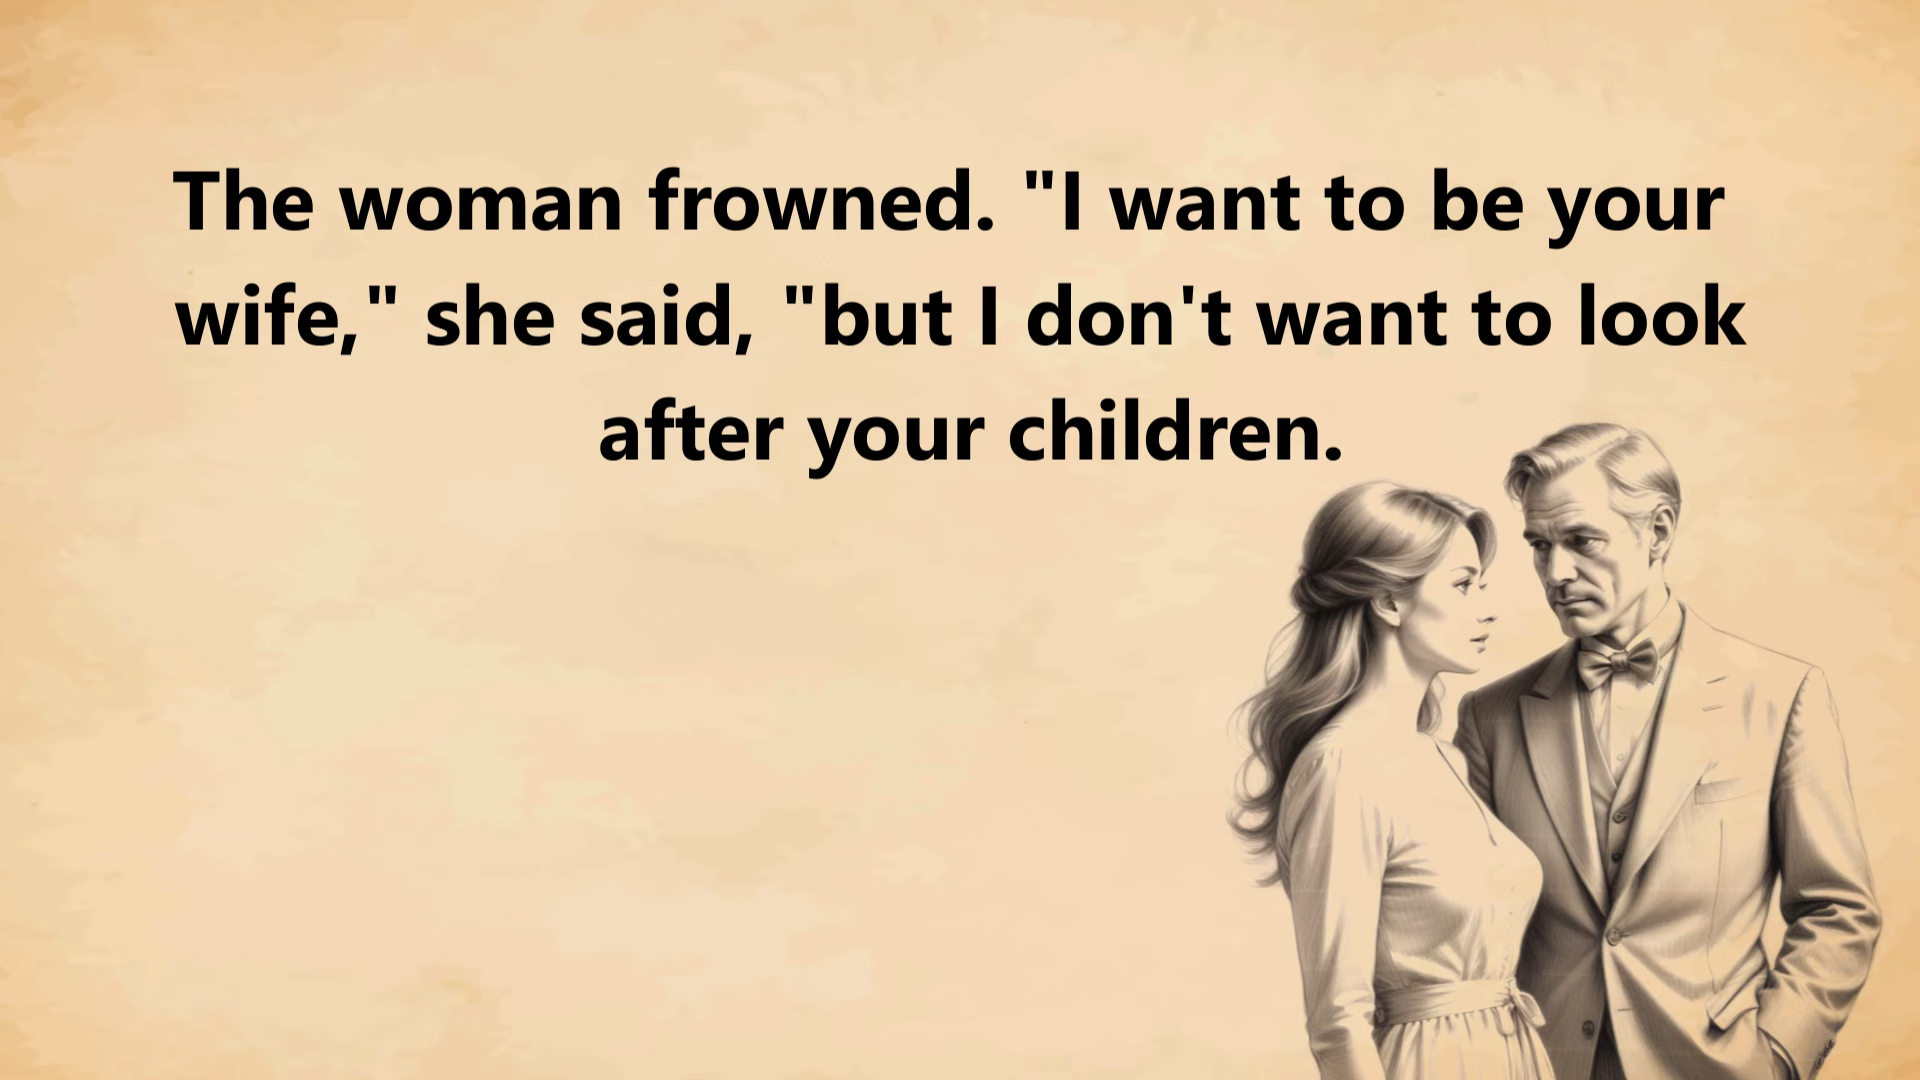 The woman frowned. "I want to be your
wife," she said, "but I don't want to look
after your children.